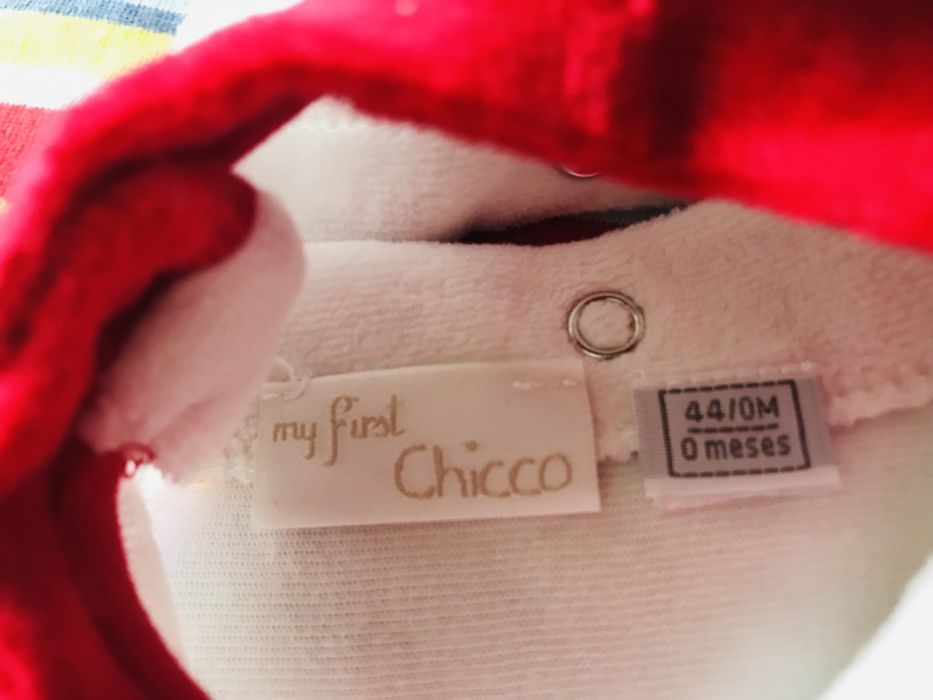 my first
Chicco
44/0M
0 meses